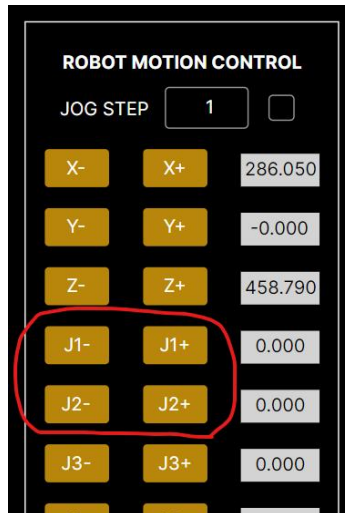 ROBOT MOTION CONTROL
JOG STEP 1
X- X+ 286.050
Y- Y+ -0.000
Z- Z+ 458.790
J1- J1+ 0.000
J2- J2+ 0.000
J3- J3+ 0.000